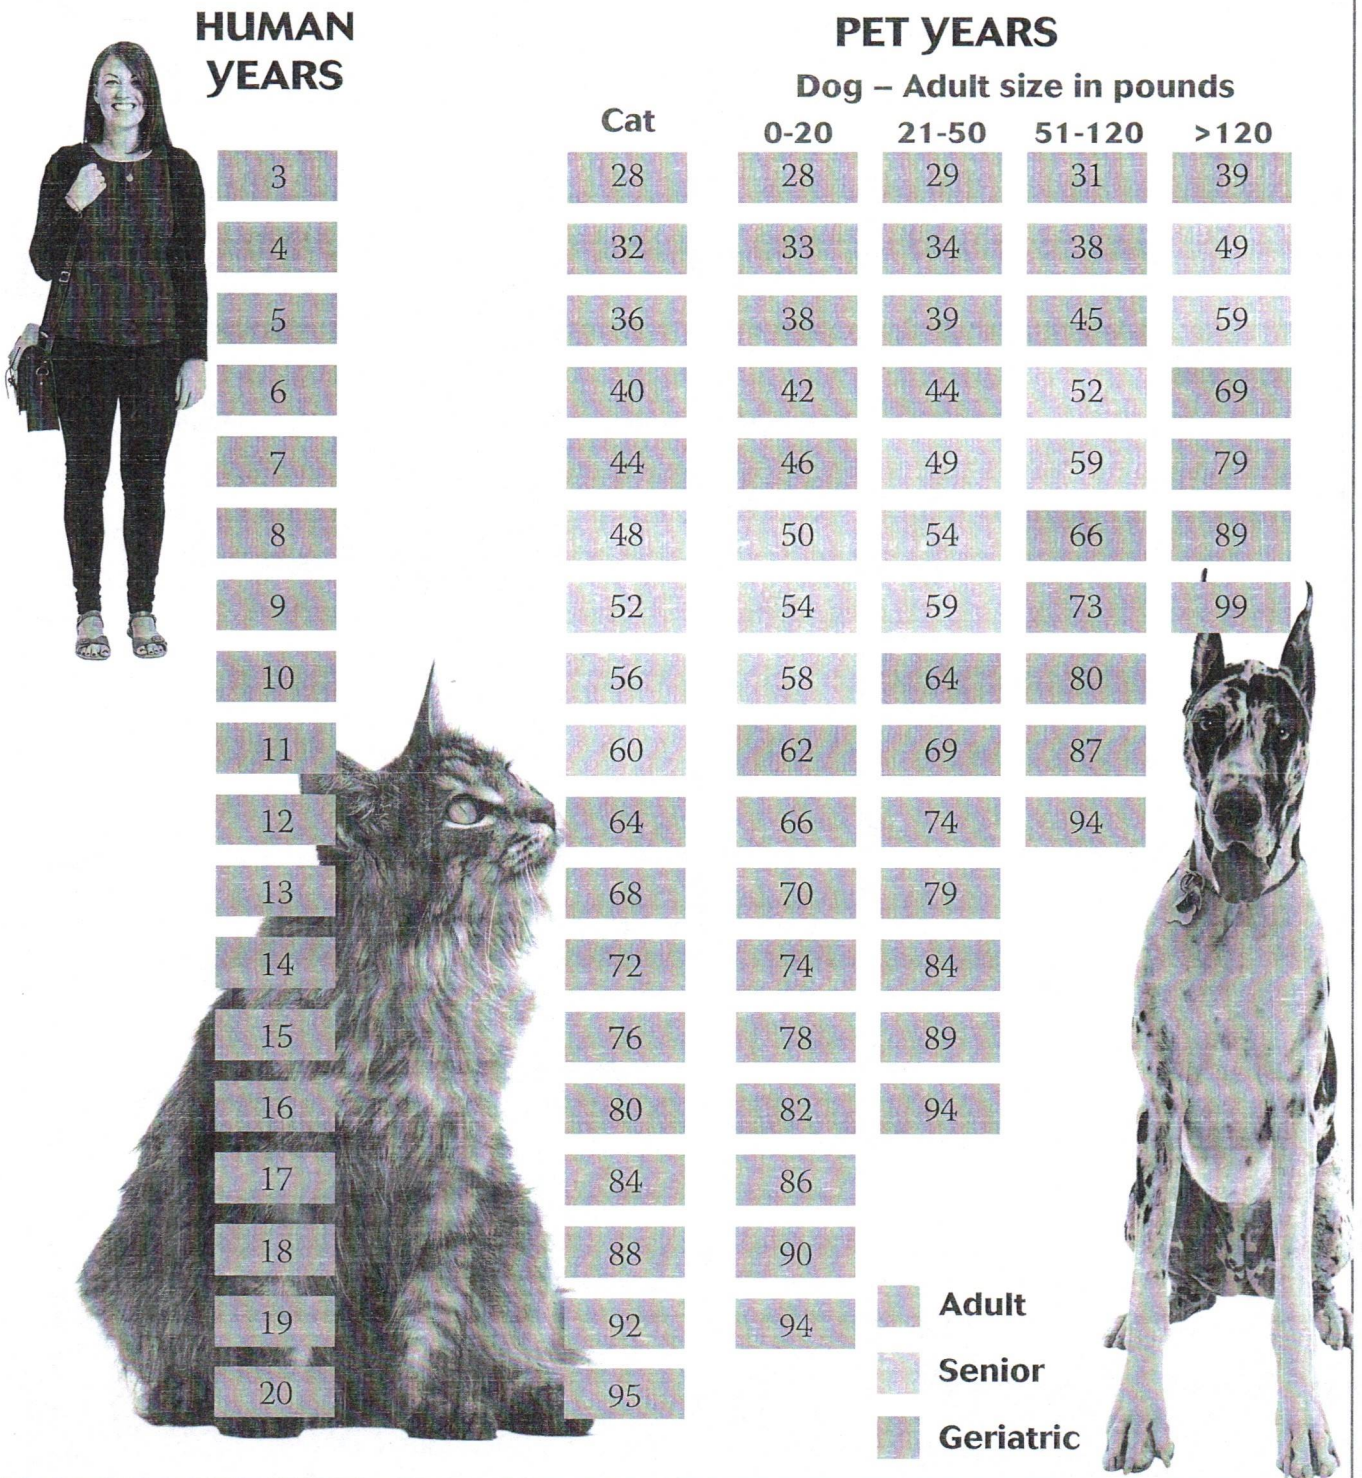 HUMAN
YEARS
PET YEARS
Dog – Adult size in pounds
Cat 0-20 21-50 51-120 >120
3 28 28 29 31 39
4 32 33 34 38 49
5 36 38 39 45 59
6 40 42 44 52 69
7 44 46 49 59 79
8 48 50 54 66 89
9 52 54 59 73 99
10 56 58 64 80
11 60 62 69 87
12 64 66 74 94
13 68 70 79
14 72 74 84
15 76 78 89
16 80 82 94
17 84 86
18 88 90
19 92 94
20 95
Adult
Senior
Geriatric